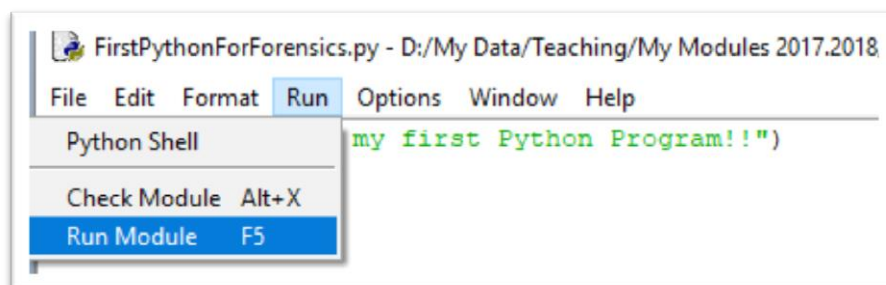 FirstPythonForForensics.py - D:/My Data/Teaching/My Modules 2017.2018,
File Edit Format Run Options Window Help
Python Shell
my first Python Program!!")
Check Module Alt+X
Run Module F5